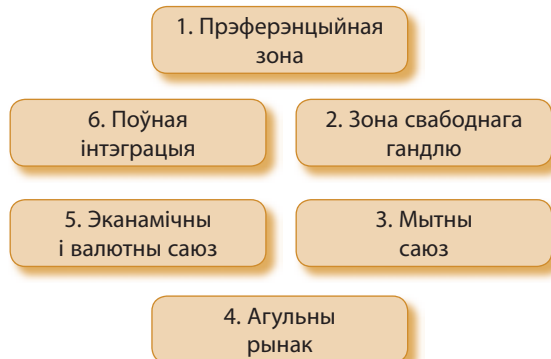 1. Прэферэнцыйная
зона
6. Поўная
інтэграцыя
2. Зона свабоднага
гандлю
5. Эканамічны
і валютны саюз
3. Мытны
саюз
4. Агульны
рынак